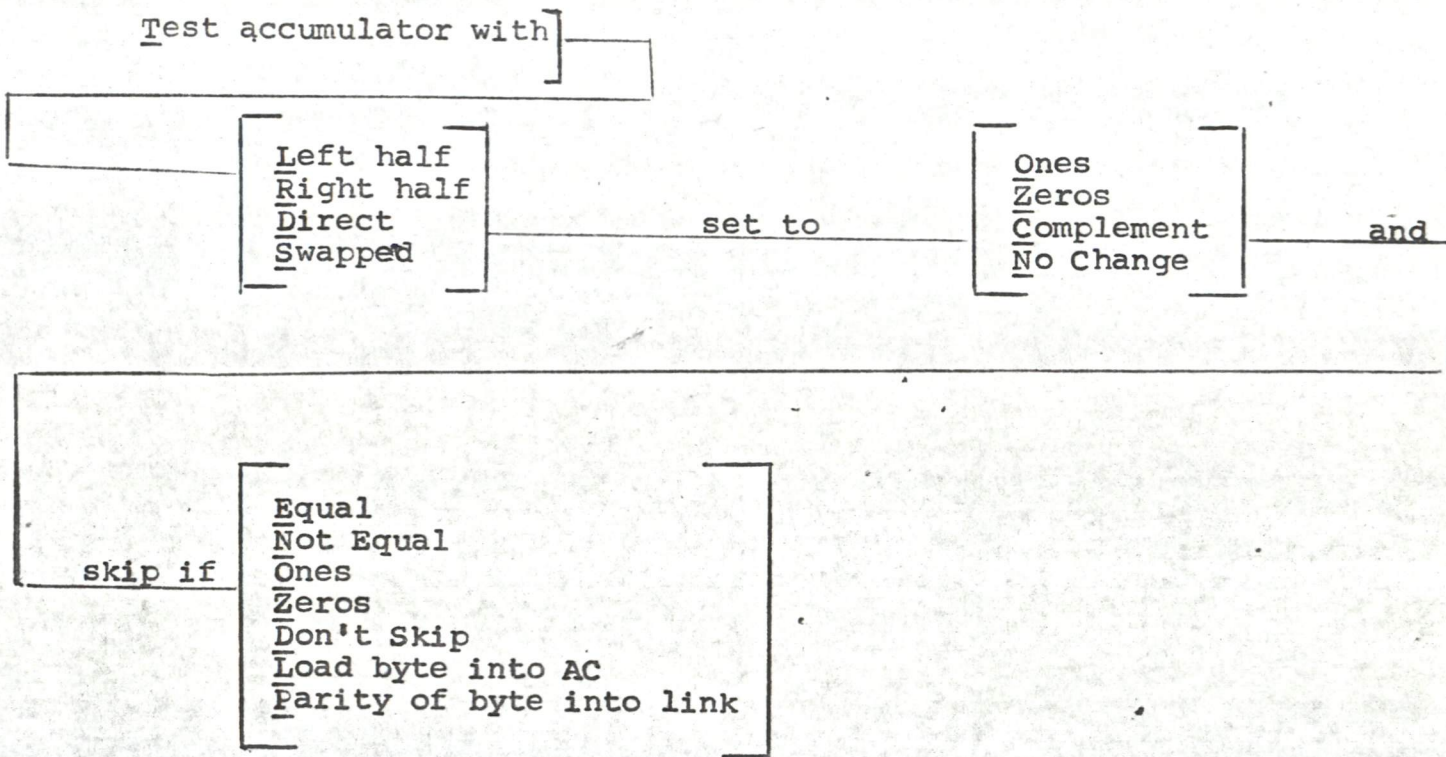 Test accumulator with
Left half
Right half
Direct
Swapped
set to
Ones
Zeros
Complement
No Change
and
skip if
Equal
Not Equal
Ones
Zeros
Don't Skip
Load byte into AC
Parity of byte into link